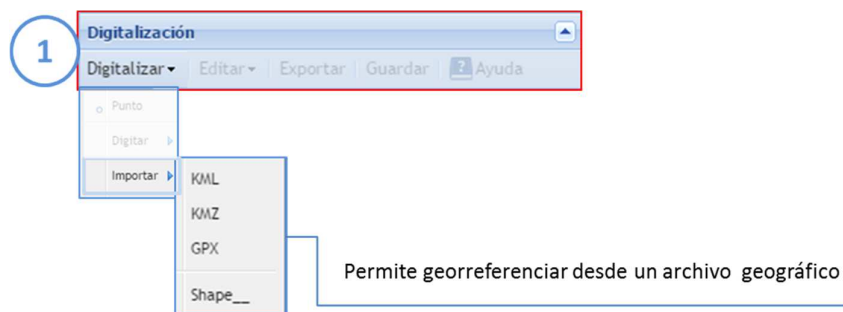 1
Digitalización
Digitalizar Editar Exportar Guardar ? Ayuda
Punto
Digitar
Importar
KML
KMZ
GPX
Shape__
Permite georreferenciar desde un archivo geográfico